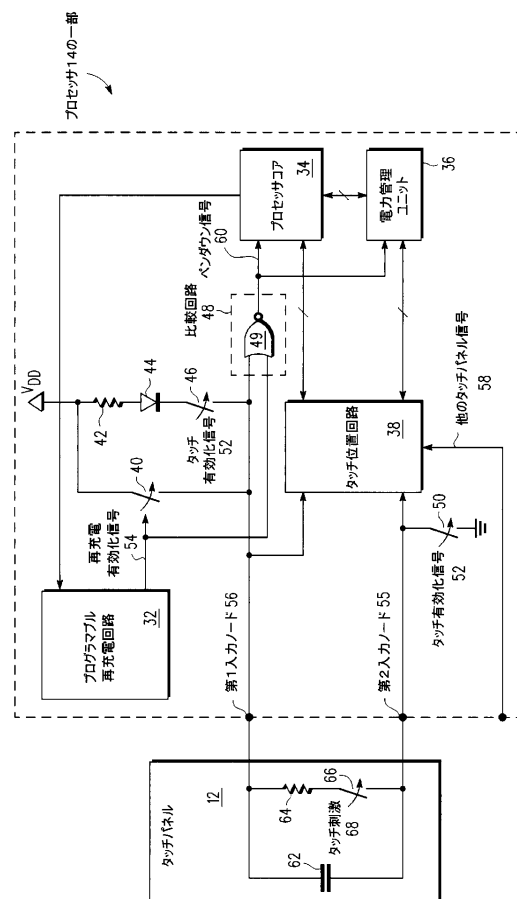 プロセッサ14の一部
プログラマブル
再充電回路
32
再充電
有効化信号
54
40
VDD
42
44
46
タッチ
有効化信号
52
比較回路
48
49
ペンダウン信号
60
プロセッサコア
34
電力管理
ユニット
36
タッチ位置回路
38
他のタッチパネル信号
58
50
タッチ有効化信号
52
第1入力ノード56
第2入力ノード55
タッチパネル
12
62
64
66
タッチ刺激
68